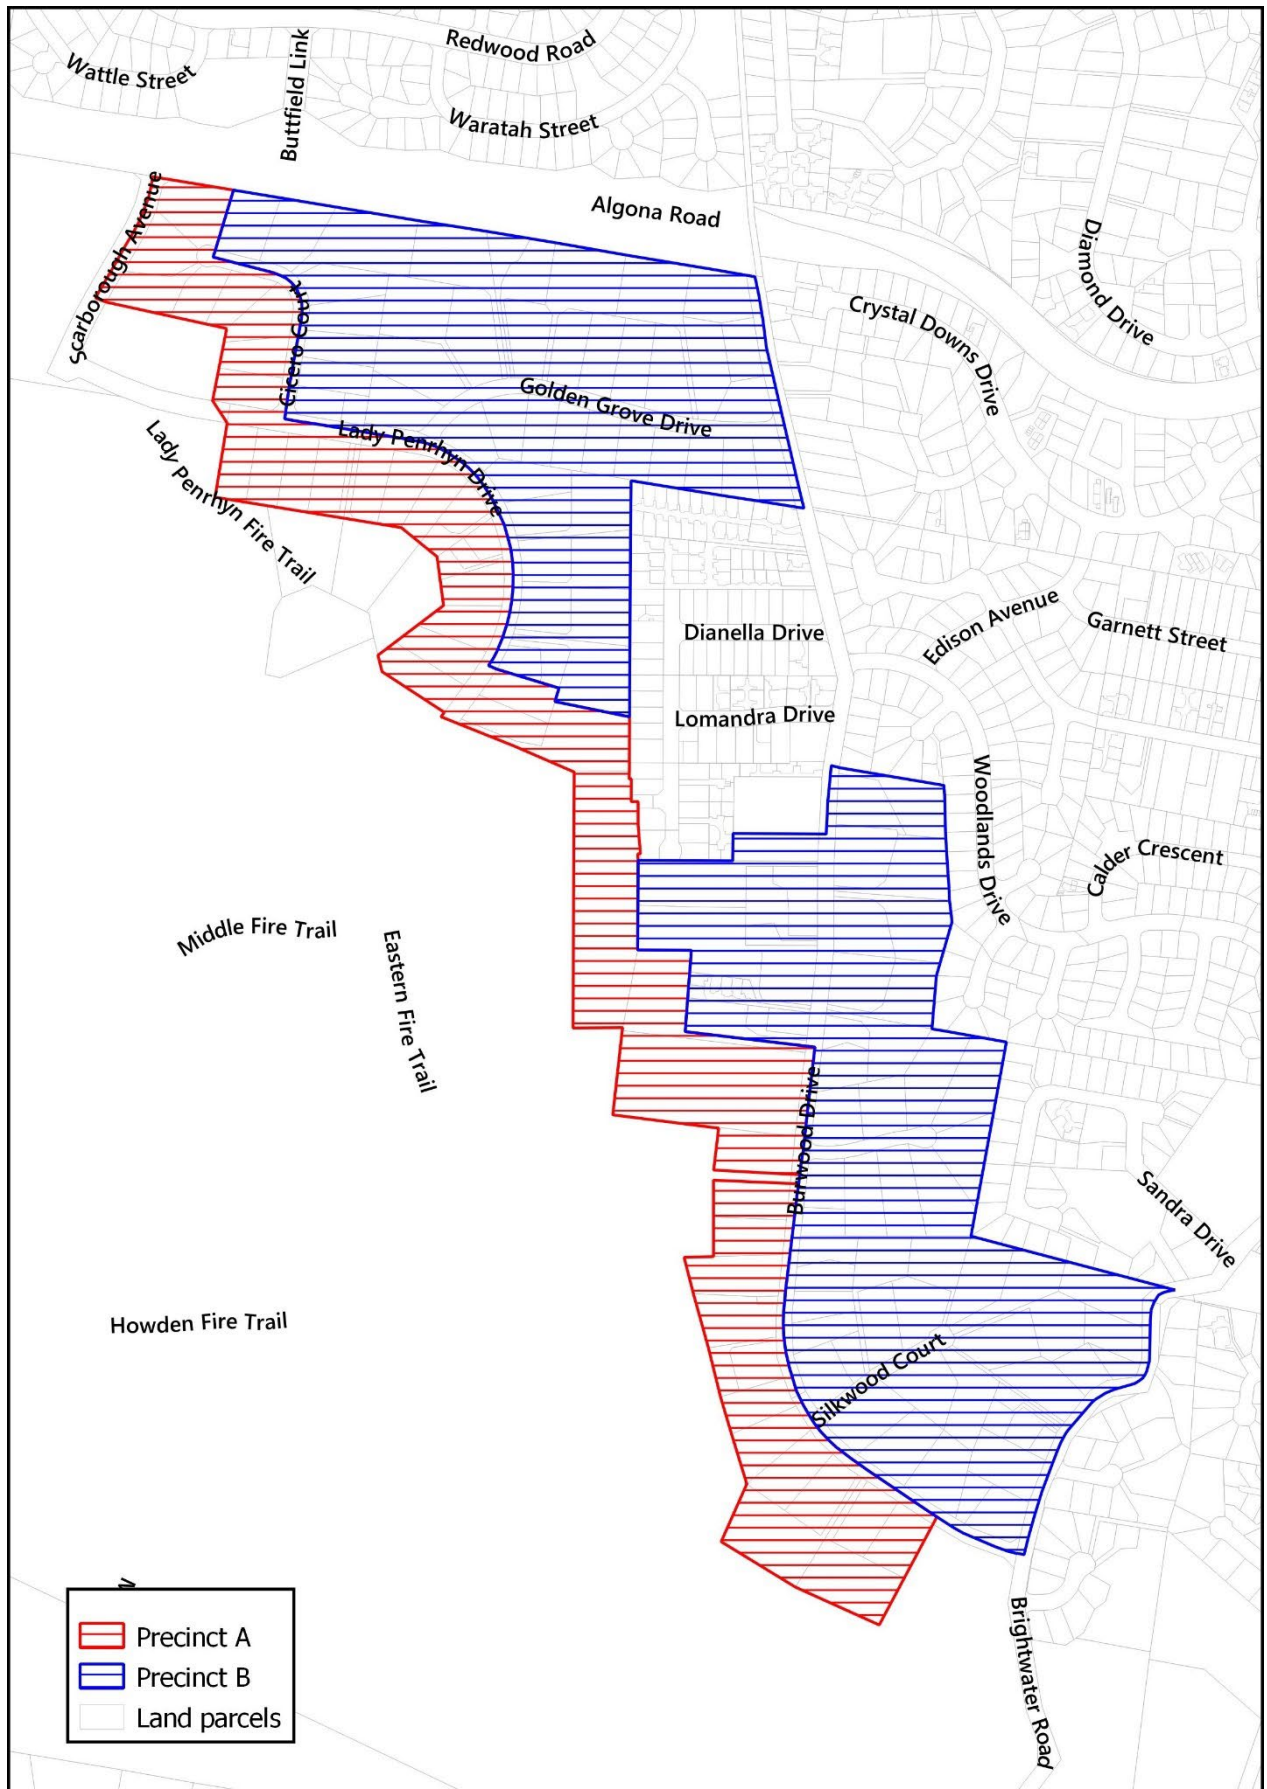 Redwood Road
Wattle Street
Buttfield Link
Waratah Street
Scarborough Avenue
Algona Road
Diamond Drive
Crystal Downs Drive
Cicero Court
Golden Grove Drive
Lady Penrhyn Drive
Lady Penrhyn Fire Trail
Edison Avenue
Garnett Street
Dianella Drive
Lomandra Drive
Woodlands Drive
Calder Crescent
Middle Fire Trail
Eastern Fire Trail
Burwood Drive
Sandra Drive
Howden Fire Trail
Silkwood Court
Brightwater Road
Precinct A
Precinct B
Land parcels